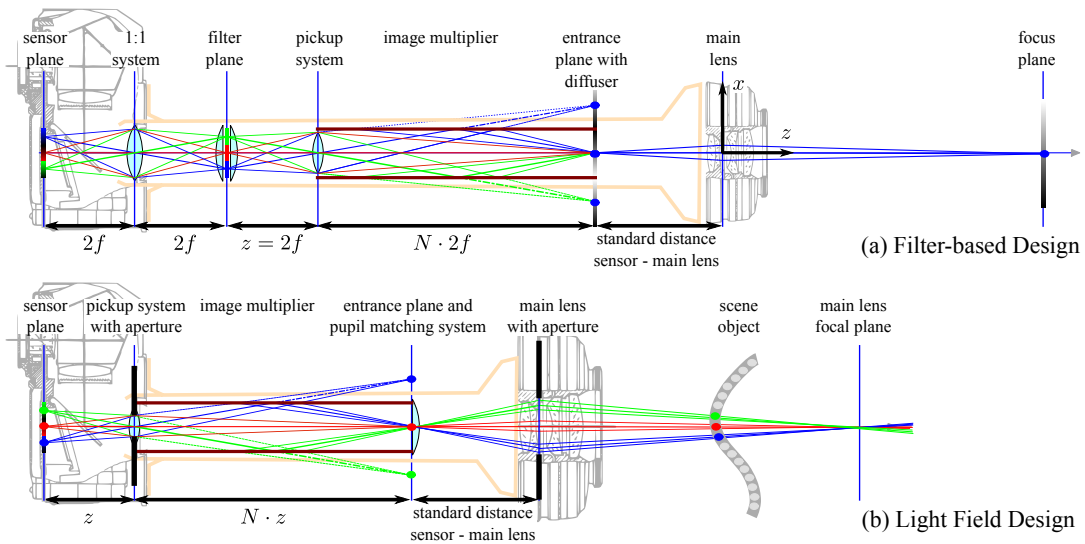 sensor plane
1:1 system
filter plane
pickup system
image multiplier
entrance plane with diffuser
main lens
focus plane
x
z
2f
2f
z = 2f
N · 2f
standard distance
sensor - main lens
(a) Filter-based Design
sensor plane
pickup system with aperture
image multiplier
entrance plane and pupil matching system
main lens with aperture
scene object
main lens focal plane
z
N · z
standard distance
sensor - main lens
(b) Light Field Design